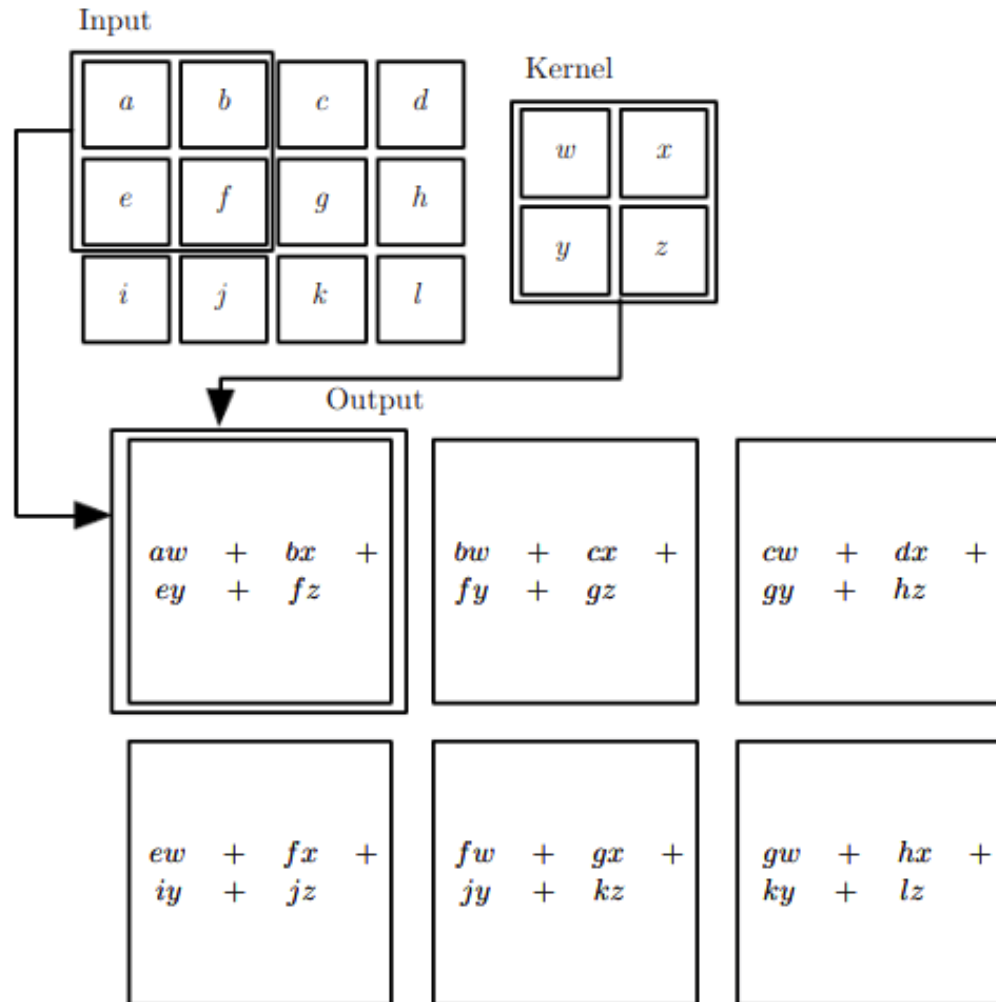 Input
Kernel
a b c d
e f g h
i j k l
w x
y z
Output
aw + bx +
ey + fz
bw + cx +
fy + gz
cw + dx +
gy + hz
ew + fx +
iy + jz
fw + gx +
jy + kz
gw + hx +
ky + lz